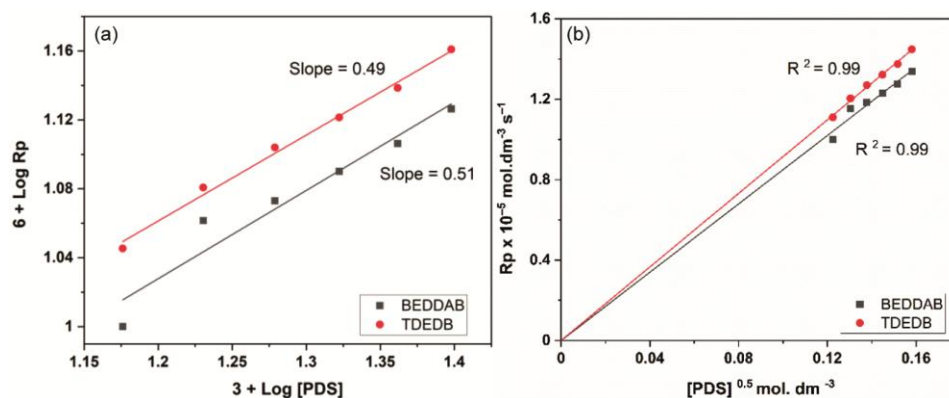 (a)
Slope = 0.49
Slope = 0.51
6 + Log Rp
1.16
1.12
1.08
1.04
1
1.15
1.2
1.25
1.3
1.35
1.4
3 + Log [PDS]
BEDDAB
TDEDB
(b)
R 2 = 0.99
R 2 = 0.99
Rp x 10−5 mol.dm−3 s−1
1.6
1.2
0.8
0.4
0
0
0.04
0.08
0.12
0.16
[PDS] 0.5 mol. dm -3
BEDDAB
TDEDB